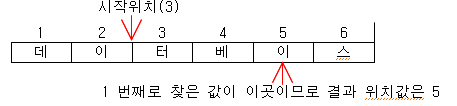 시작위치(3)
1 2 3 4 5 6
데 이 터 베 이 스
1 번째로 찾은 값이 이곳이므로 결과 위치값은 5